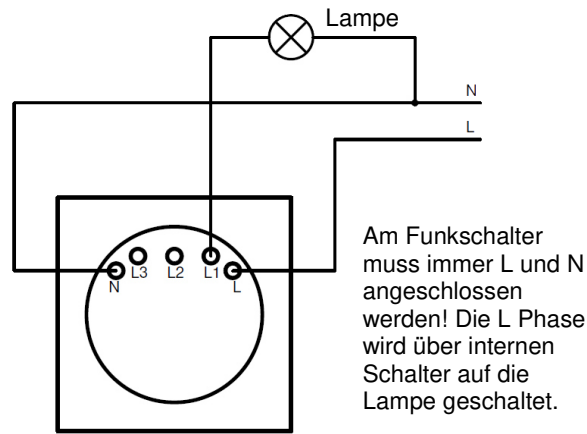 Lampe
N
L
L3 L2 L1
N L
Am Funkschalter
muss immer L und N
angeschlossen
werden! Die L Phase
wird über internen
Schalter auf die
Lampe geschaltet.